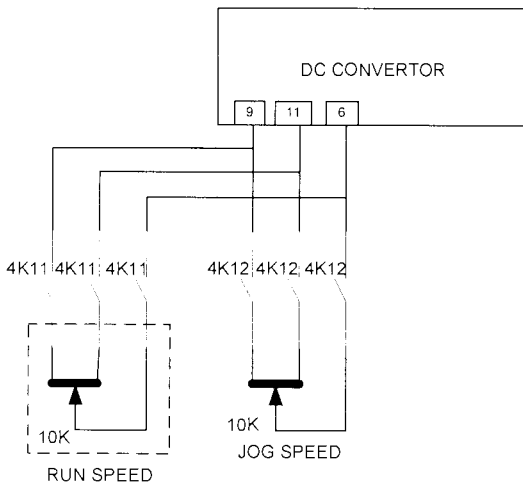 DC CONVERTOR
9 11 6
4K11 4K11 4K11 4K12 4K12 4K12
10K 10K
RUN SPEED
JOG SPEED